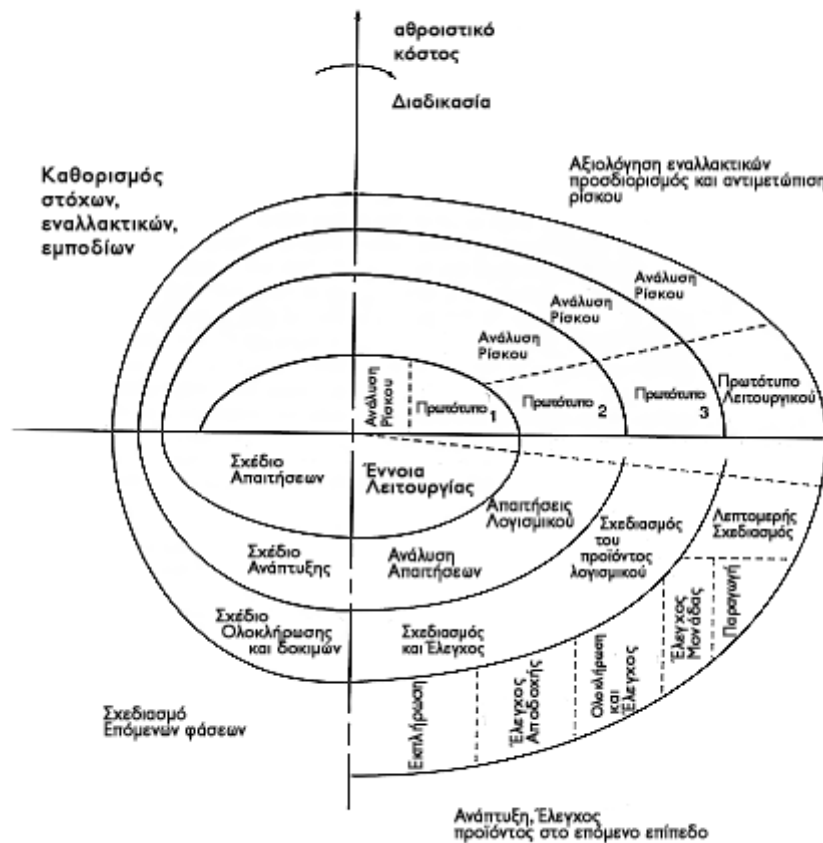 αθροιστικό
κόστος
Διαδικασία
Καθορισμός
στόχων,
εναλλακτικών,
εμποδίων
Αξιολόγηση εναλλακτικών
προσδιορισμός και αντιμετώπιση
ρίσκου
Ανάλυση
Ρίσκου
Ανάλυση
Ρίσκου
Ανάλυση
Ρίσκου
Ανάλυση
Ρίσκου
Πρωτότυπο 1
Πρωτότυπο 2
Πρωτότυπο
3
Πρωτότυπο
Λειτουργικού
Σχέδιο
Απαιτήσεων
Έννοια
Λειτουργίας
Απαιτήσεις
Λογισμικού
Σχεδιασμός
του
προϊόντος
λογισμικού
Λεπτομερής
Σχεδιασμός
Σχέδιο
Ανάπτυξης
Ανάλυση
Απαιτήσεων
Σχέδιο
Ολοκλήρωσης
και δοκιμών
Σχεδιασμός
και Έλεγχος
Εκπλήρωση
Έλεγχος
Αποδοχής
Ολοκλήρωση
και
Έλεγχος
Έλεγχος
Μονάδας
Παραγωγή
Σχεδιασμό
Επόμενών φάσεων
Ανάπτυξη, Έλεγχος
προϊόντος στο επόμενο επίπεδο